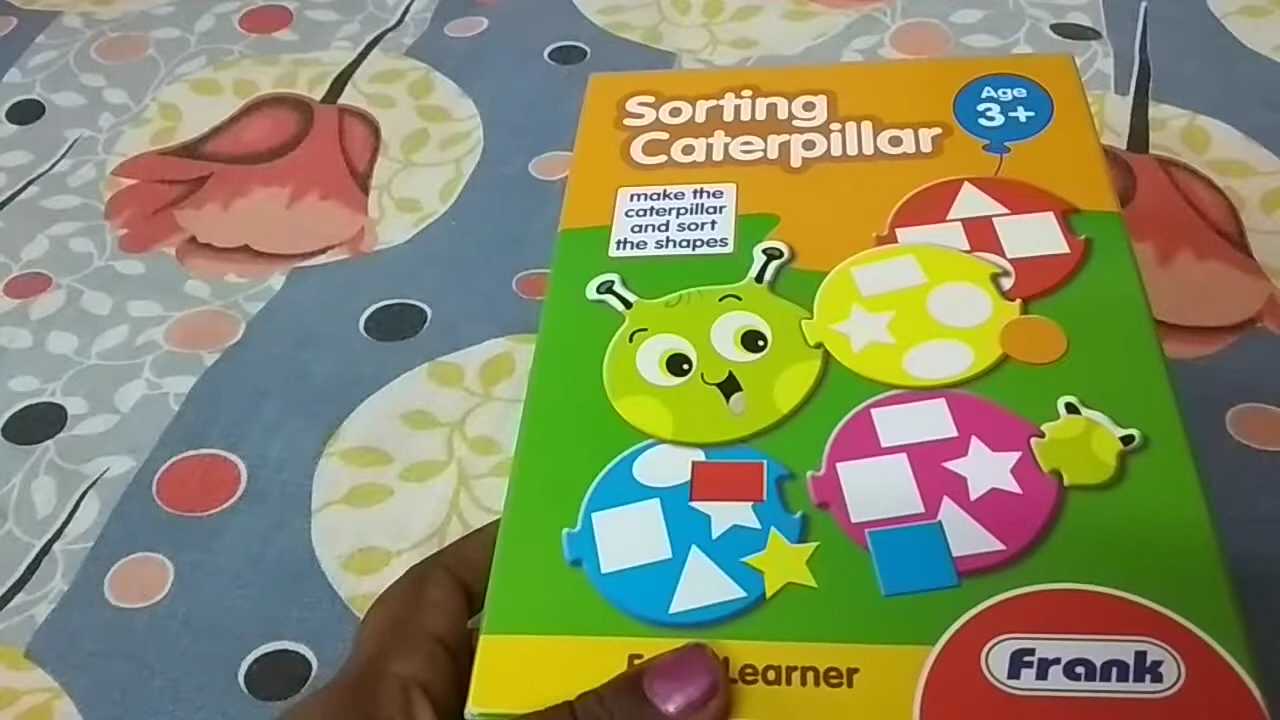 Sorting
Caterpillar
Age
3+
make the
caterpillar
and sort
the shapes
Learner
Frank